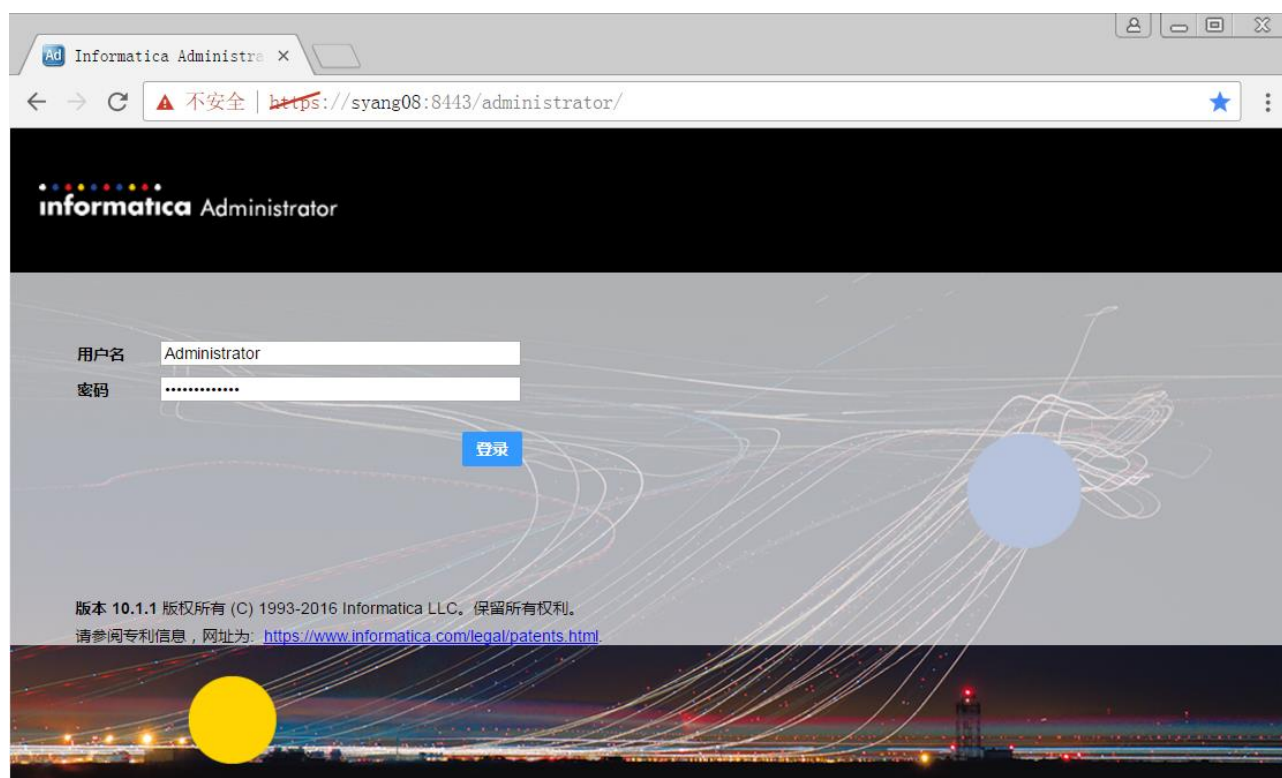 Ad Informatica Administra
不安全 | https://syang08:8443/administrator/
informatica Administrator
用户名 Administrator
密码 •••••••••••••
登录
版本 10.1.1 版权所有 (C) 1993-2016 Informatica LLC。保留所有权利。
请参阅专利信息，网址为: https://www.informatica.com/legal/patents.html.